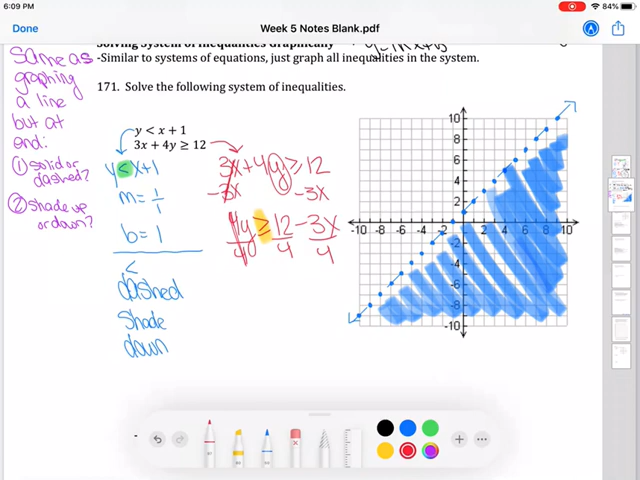 6:09 PM
Done
Week 5 Notes Blank.pdf
Solving System of Inequalities Graphically
-Similar to systems of equations, just graph all inequalities in the system.
171. Solve the following system of inequalities.
y < x + 1
3x + 4y ≥ 12
same as
graphing
a line
but at
end:
① solid or
dashed?
② shade up
or down?
y < x+1
m = 1/1
b = 1
<
dashed
shade
down
3x + 4y ≥ 12
-3x -3x
4y ≥ 12 - 3x
4 4 4
10
8
6
4
2
-10 -8 -6 -4 -2 0 2 4 6 8 10
-2
-4
-6
-8
-10